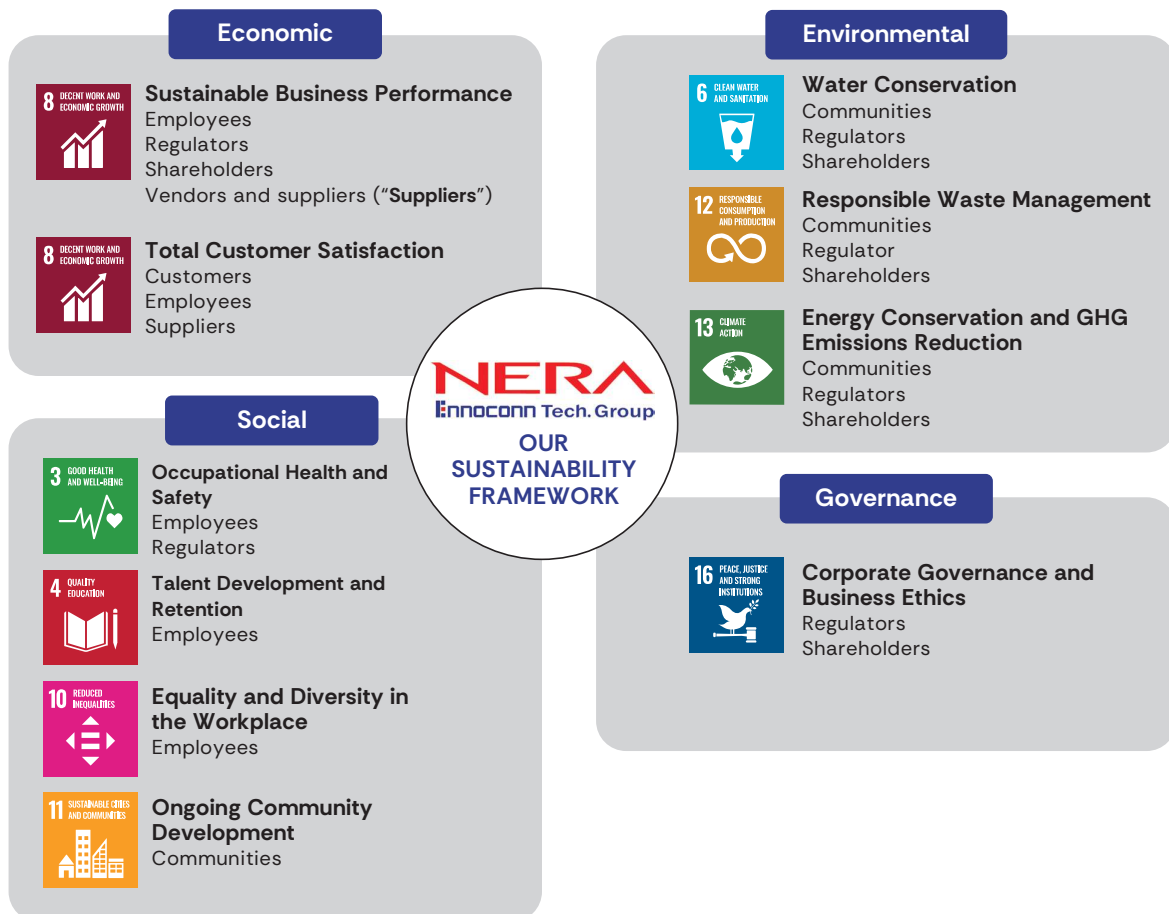 Economic
8 DECENT WORK AND
ECONOMIC GROWTH
Sustainable Business Performance
Employees
Regulators
Shareholders
Vendors and suppliers (“Suppliers”)
8 DECENT WORK AND
ECONOMIC GROWTH
Total Customer Satisfaction
Customers
Employees
Suppliers
Environmental
6 CLEAN WATER
AND SANITATION
Water Conservation
Communities
Regulators
Shareholders
12 RESPONSIBLE
CONSUMPTION
AND PRODUCTION
Responsible Waste Management
Communities
Regulator
Shareholders
13 CLIMATE
ACTION
Energy Conservation and GHG
Emissions Reduction
Communities
Regulators
Shareholders
NERA
Ennoconn Tech. Group
OUR
SUSTAINABILITY
FRAMEWORK
Social
3 GOOD HEALTH
AND WELL-BEING
Occupational Health and
Safety
Employees
Regulators
4 QUALITY
EDUCATION
Talent Development and
Retention
Employees
10 REDUCED
INEQUALITIES
Equality and Diversity in
the Workplace
Employees
11 SUSTAINABLE CITIES
AND COMMUNITIES
Ongoing Community
Development
Communities
Governance
16 PEACE, JUSTICE
AND STRONG
INSTITUTIONS
Corporate Governance and
Business Ethics
Regulators
Shareholders